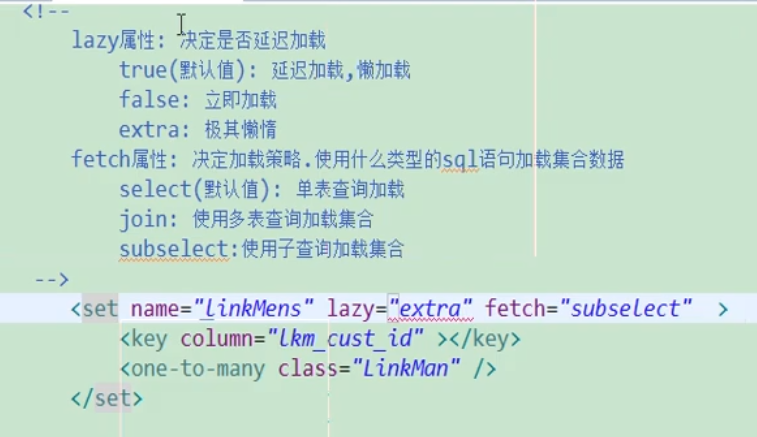 <!--
lazy属性: 决定是否延迟加载
true(默认值): 延迟加载,懒加载
false: 立即加载
extra: 极其懒惰
fetch属性: 决定加载策略.使用什么类型的sql语句加载集合数据
select(默认值): 单表查询加载
join: 使用多表查询加载集合
subselect:使用子查询加载集合
-->
<set name="linkMens" lazy="extra" fetch="subselect" >
<key column="lkm_cust_id" ></key>
<one-to-many class="LinkMan" />
</set>